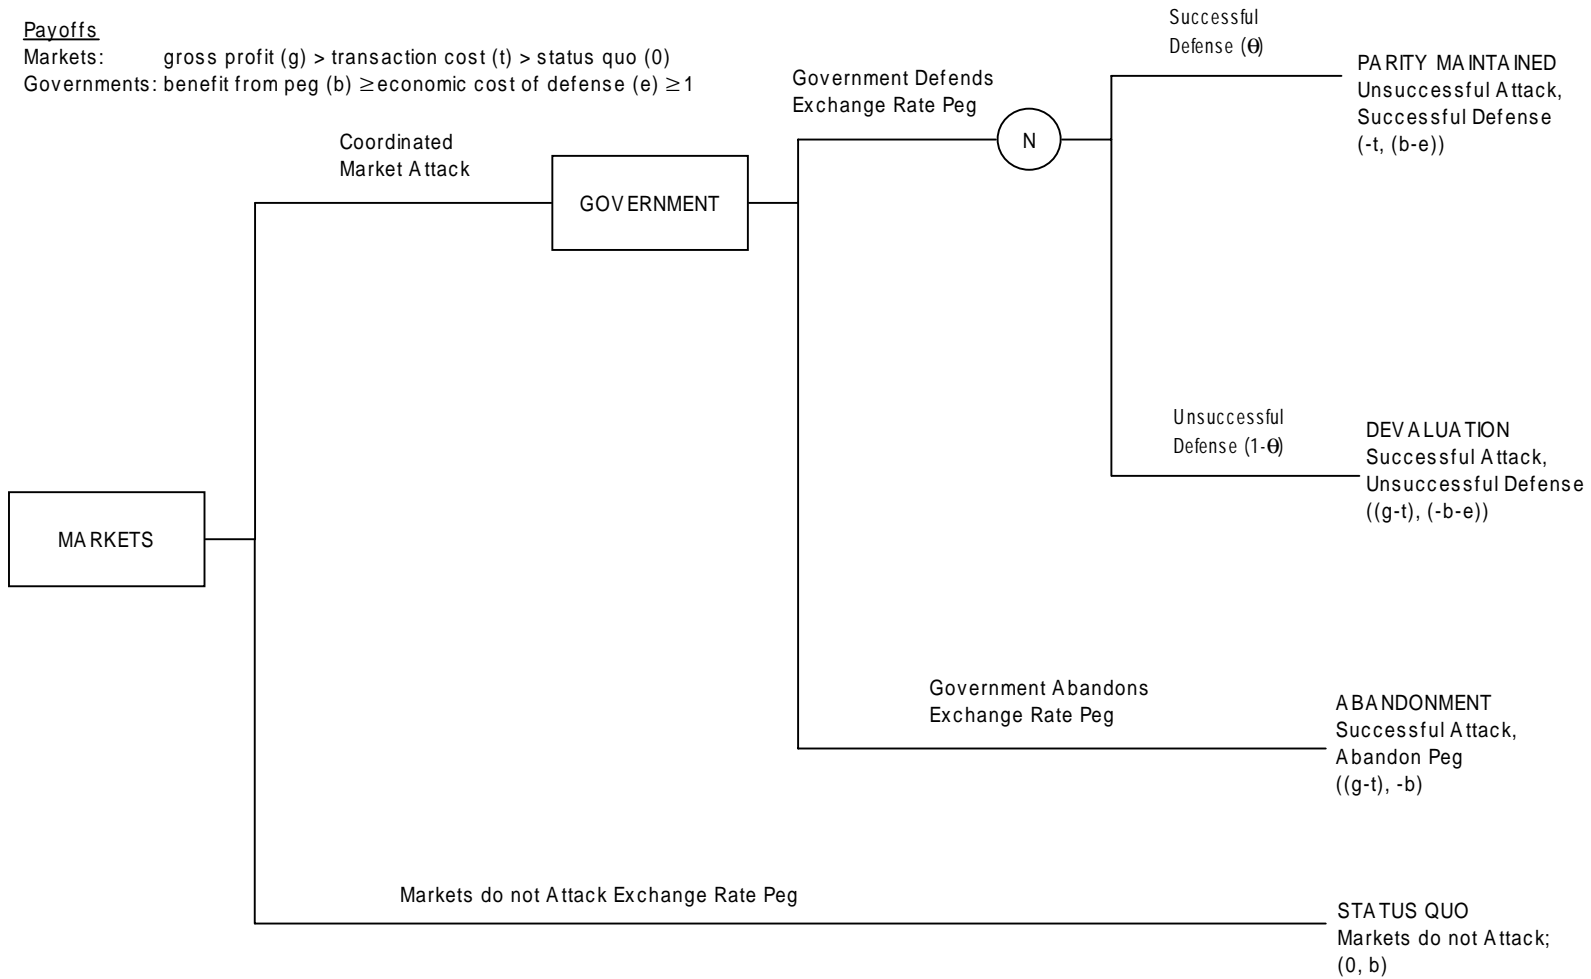 Payoffs
Markets: gross profit (g) > transaction cost (t) > status quo (0)
Governments: benefit from peg (b) ≥ economic cost of defense (e) ≥ 1
Successful
Defense (θ)
PARITY MAINTAINED
Unsuccessful Attack,
Successful Defense
(-t, (b-e))
Government Defends
Exchange Rate Peg
N
Coordinated
Market Attack
GOVERNMENT
Unsuccessful
Defense (1-θ)
DEVALUATION
Successful Attack,
Unsuccessful Defense
((g-t), (-b-e))
MARKETS
Government Abandons
Exchange Rate Peg
ABANDONMENT
Successful Attack,
Abandon Peg
((g-t), -b)
Markets do not Attack Exchange Rate Peg
STATUS QUO
Markets do not Attack;
(0, b)